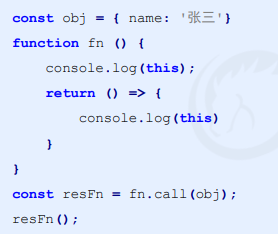 const obj = { name: '张三'}
function fn () {
    console.log(this);
    return () => {
        console.log(this)
    }
}
const resFn = fn.call(obj);
resFn();